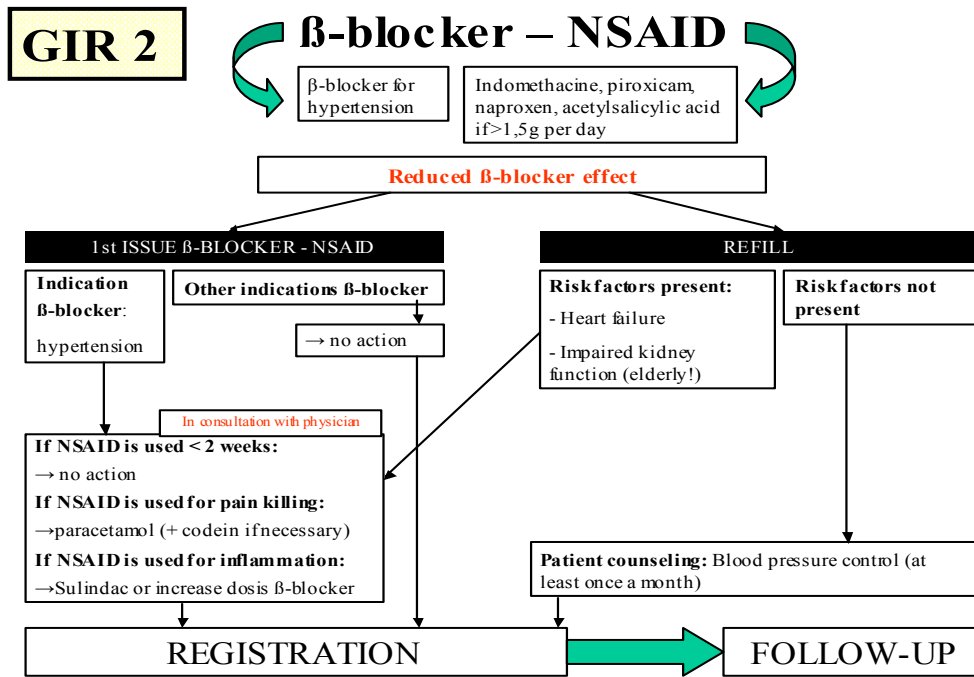 GIR 2
ß-blocker – NSAID
β-blocker for
hypertension
Indomethacine, piroxicam,
naproxen, acetylsalicylic acid
if>1,5g per day
Reduced ß-blocker effect
1st ISSUE ß-BLOCKER - NSAID
REFILL
Indication
ß-blocker:
hypertension
Other indications ß-blocker
→ no action
Risk factors present:
- Heart failure
- Impaired kidney
function (elderly!)
Risk factors not
present
In consultation with physician
If NSAID is used < 2 weeks:
→ no action
If NSAID is used for pain killing:
→paracetamol (+ codein if necessary)
If NSAID is used for inflammation:
→Sulindac or increase dosis ß-blocker
Patient counseling: Blood pressure control (at
least once a month)
REGISTRATION
FOLLOW-UP